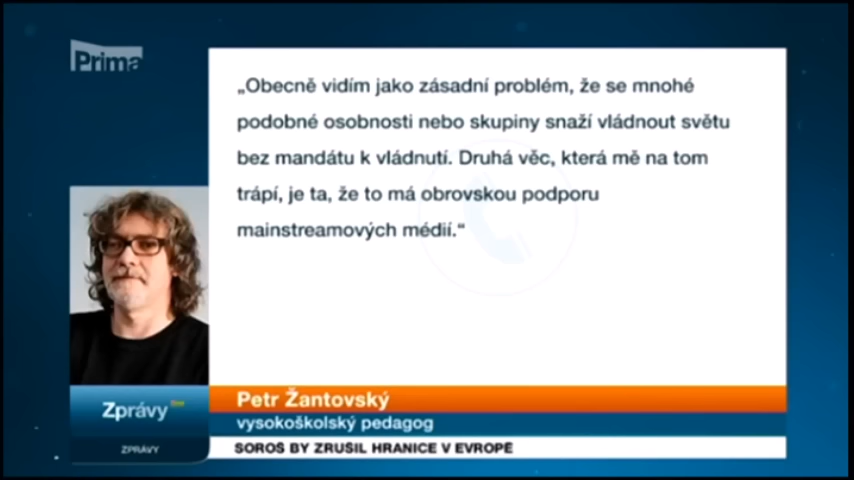 Prima
„Obecně vidím jako zásadní problém, že se mnohé
podobné osobnosti nebo skupiny snaží vládnout světu
bez mandátu k vládnutí. Druhá věc, která mě na tom
trápí, je ta, že to má obrovskou podporu
mainstreamových médií.“
Petr Žantovský
Zprávy
vysokoškolský pedagog
ZPRÁVY
SOROŠ BY ZRUŠIL HRANICE V EVROPĚ